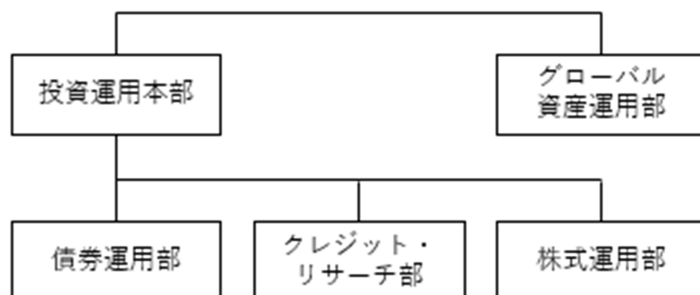 投資運用本部
グローバル
資産運用部
債券運用部
クレジット・
リサーチ部
株式運用部